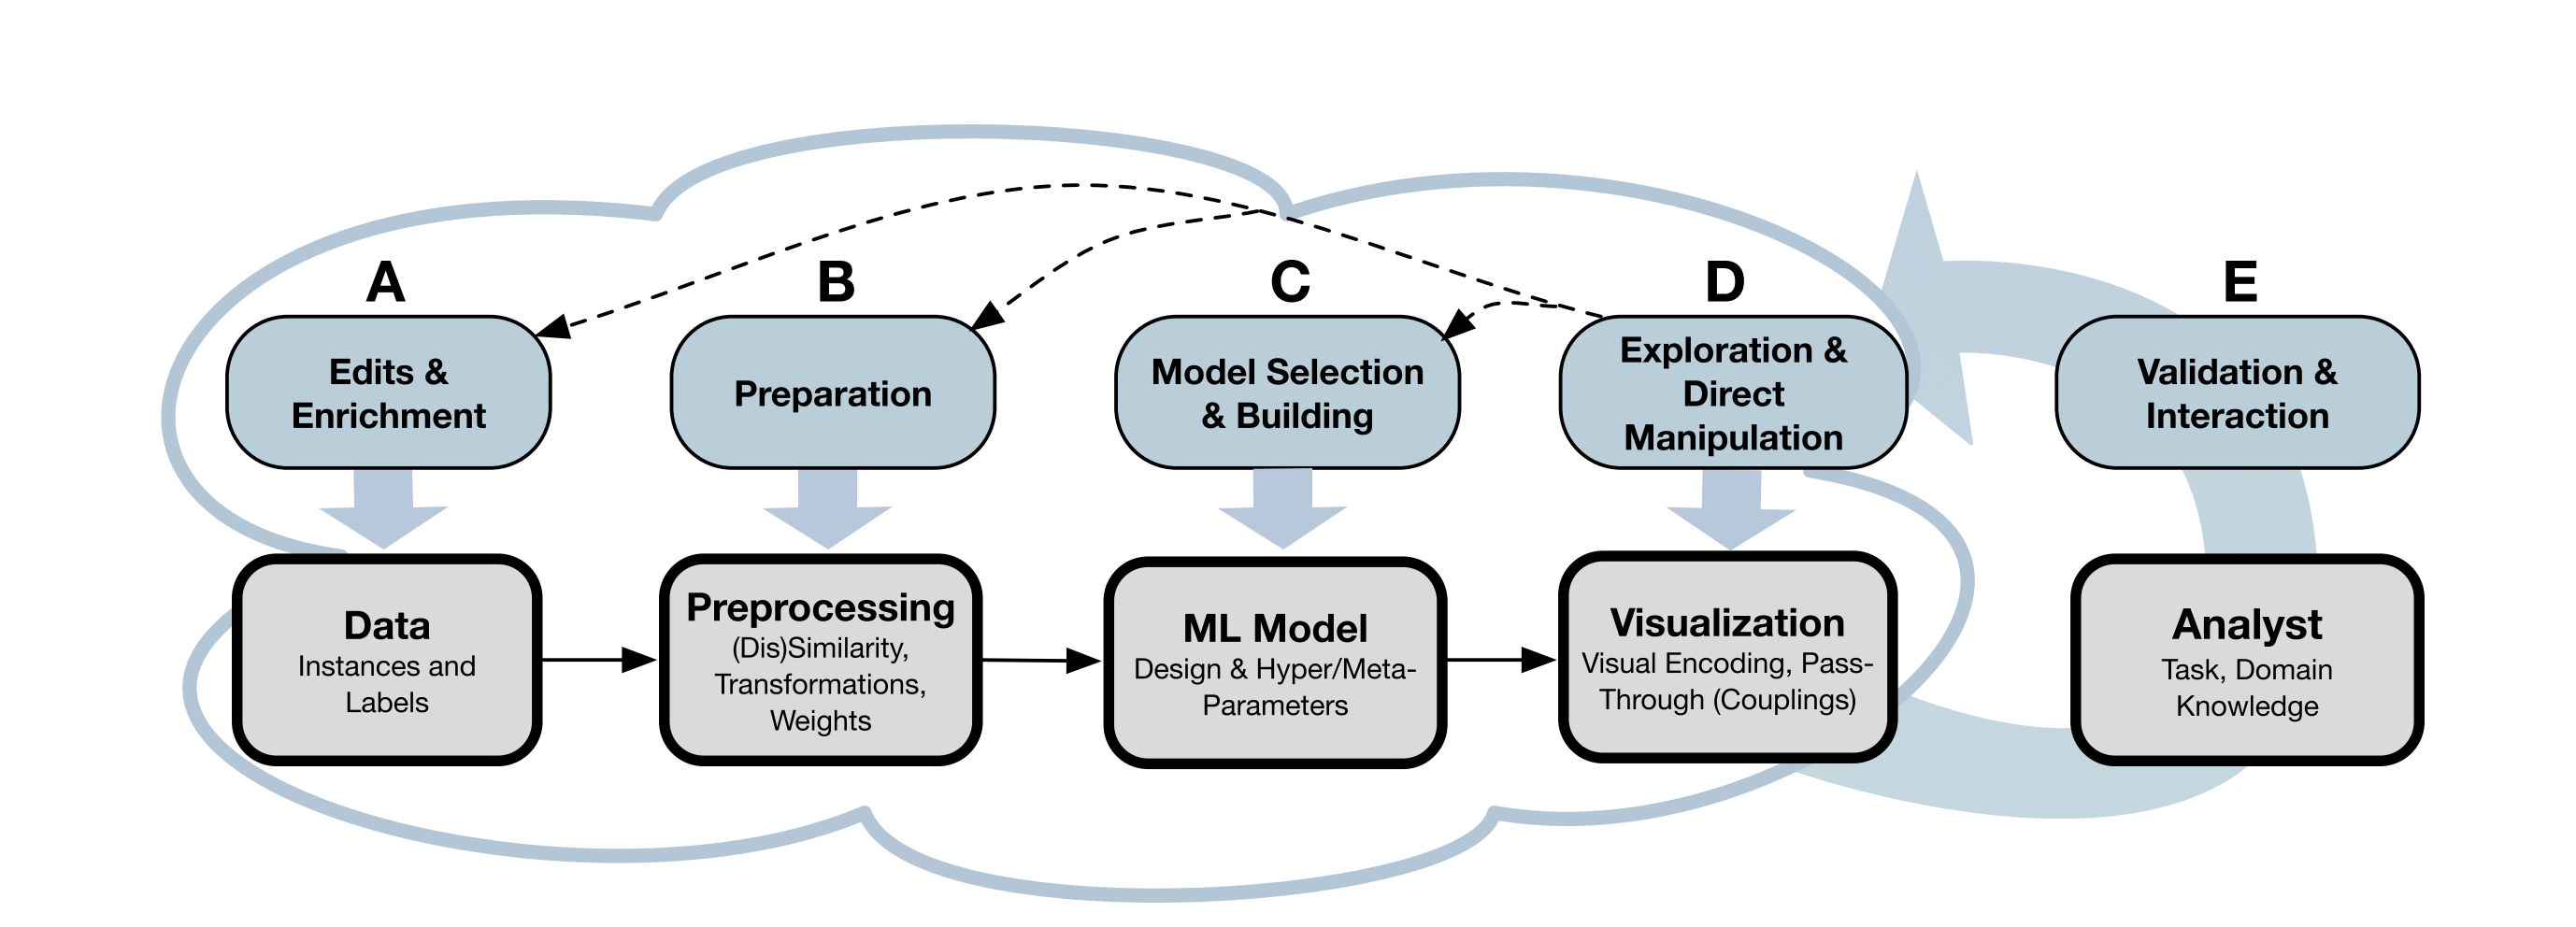 A
B
C
D
E
Edits &
Enrichment
Preparation
Model Selection
& Building
Exploration &
Direct
Manipulation
Validation &
Interaction
Data
Instances and
Labels
Preprocessing
(Dis)Similarity,
Transformations,
Weights
ML Model
Design & Hyper/Meta-
Parameters
Visualization
Visual Encoding, Pass-
Through (Couplings)
Analyst
Task, Domain
Knowledge